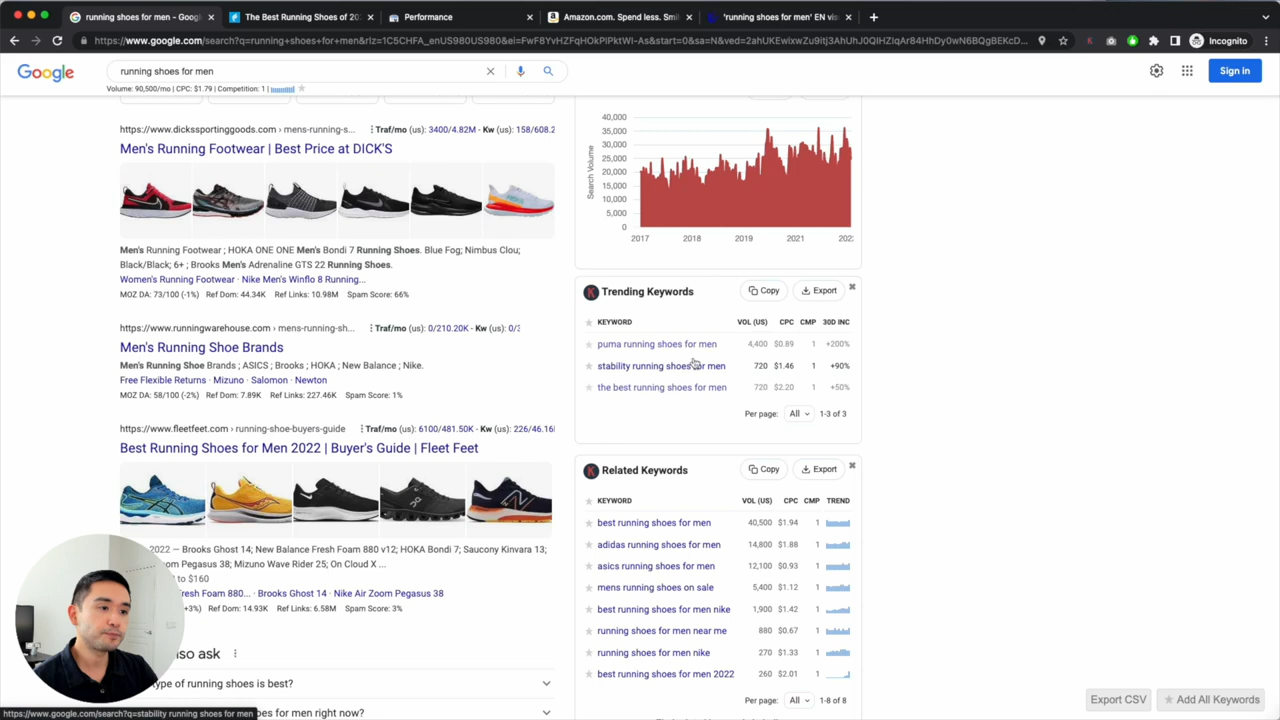 running shoes for men - Googl
The Best Running Shoes of 20
Performance
Amazon.com. Spend less. Smil
'running shoes for men' EN vis
https://www.google.com/search?q=running+shoes+for+men&rlz=1C5CHFA_enUS980US980&ei=FwF8YvHZFqHOkPIPktWI-As&start=0&sa=N&ved=2ahUKEwixwZu9itj3AhUhJ0QIHZIqAr84HhDy0wN6BQgBEKcD...
Incognito
Google
running shoes for men
Sign in
Volume: 90,500/mo | CPC: $1.79 | Competition: 1 |
https://www.dickssportinggoods.com › mens-running-s...
Traf/mo (us): 3400/4.82M - Kw (us): 158/608.2
Men's Running Footwear | Best Price at DICK'S
Men's Running Footwear ; HOKA ONE ONE Men's Bondi 7 Running Shoes. Blue Fog; Nimbus Clou;
Black/Black; 6+ ; Brooks Men's Adrenaline GTS 22 Running Shoes.
Women's Running Footwear · Nike Men's Winflo 8 Running...
MOZ DA: 73/100 (-1%) Ref Dom: 44.34K Ref Links: 10.98M Spam Score: 66%
https://www.runningwarehouse.com › mens-running-sh...
Traf/mo (us): 0/210.20K - Kw (us): 0/3
Men's Running Shoe Brands
Men's Running Shoe Brands ; ASICS ; Brooks ; HOKA ; New Balance ; Nike.
Free Flexible Returns · Mizuno · Salomon · Newton
MOZ DA: 58/100 (-2%) Ref Dom: 7.89K Ref Links: 227.46K Spam Score: 1%
https://www.fleetfeet.com › running-shoe-buyers-guide
Traf/mo (us): 6100/481.50K - Kw (us): 226/46.16
Best Running Shoes for Men 2022 | Buyer's Guide | Fleet Feet
2022 — Brooks Ghost 14; New Balance Fresh Foam 880 v12; HOKA Bondi 7; Saucony Kinvara 13;
oom Pegasus 38; Mizuno Wave Rider 25; On Cloud X ...
to $160
resh Foam 880... · Brooks Ghost 14 · Nike Air Zoom Pegasus 38
+3%) Ref Dom: 14.93K Ref Links: 6.58M Spam Score: 3%
lso ask
type of running shoes is best?
es for men right now?
https://www.google.com/search?q=stability running shoes for men
Search Volume
40,000
35,000
30,000
25,000
20,000
15,000
10,000
5,000
0
2017 2018 2019 2021 202
Trending Keywords
Copy
Export
KEYWORD VOL (US) CPC CMP 30D INC
puma running shoes for men 4,400 $0.89 1 +200%
stability running shoes for men 720 $1.46 1 +90%
the best running shoes for men 720 $2.20 1 +50%
Per page: All 1-3 of 3
Related Keywords
Copy
Export
KEYWORD VOL (US) CPC CMP TREND
best running shoes for men 40,500 $1.94 1
adidas running shoes for men 14,800 $1.88 1
asics running shoes for men 12,100 $0.93 1
mens running shoes on sale 5,400 $1.12 1
best running shoes for men nike 1,900 $1.42 1
running shoes for men near me 880 $0.67 1
running shoes for men nike 270 $1.33 1
best running shoes for men 2022 260 $2.01 1
Per page: All 1-8 of 8
Export CSV
Add All Keywords